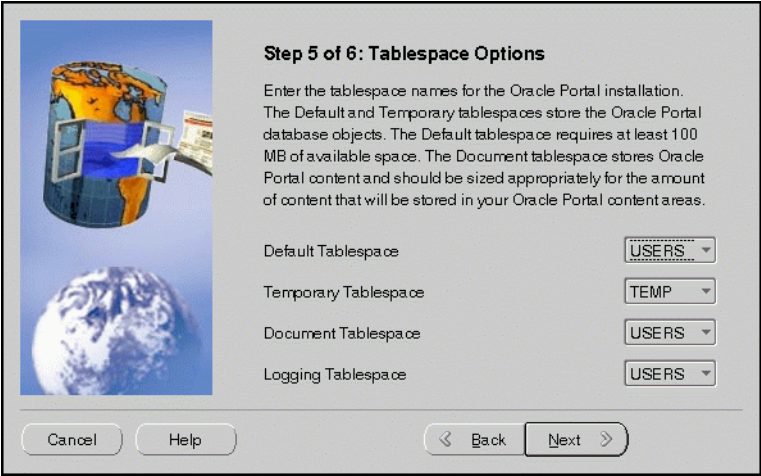 Step 5 of 6: Tablespace Options
Enter the tablespace names for the Oracle Portal installation.
The Default and Temporary tablespaces store the Oracle Portal
database objects. The Default tablespace requires at least 100
MB of available space. The Document tablespace stores Oracle
Portal content and should be sized appropriately for the amount
of content that will be stored in your Oracle Portal content areas.
Default Tablespace USERS
Temporary Tablespace TEMP
Document Tablespace USERS
Logging Tablespace USERS
Cancel Help Back Next